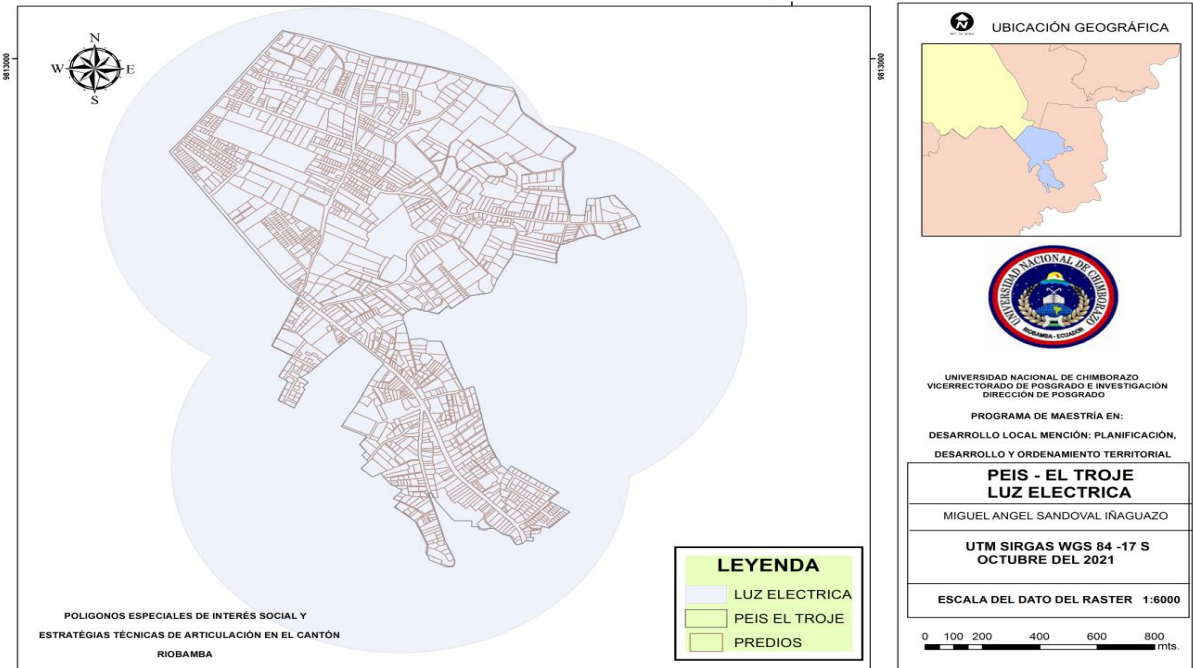 N
W E
S
9813000
9813000
POLIGONOS ESPECIALES DE INTERÉS SOCIAL Y
ESTRATÉGIAS TÉCNICAS DE ARTICULACIÓN EN EL CANTÓN
RIOBAMBA
LEYENDA
LUZ ELECTRICA
PEIS EL TROJE
PREDIOS
UBICACIÓN GEOGRÁFICA
UNIVERSIDAD NACIONAL DE CHIMBORAZO
RIOBAMBA - ECUADOR
UNIVERSIDAD NACIONAL DE CHIMBORAZO
VICERRECTORADO DE POSGRADO E INVESTIGACIÓN
DIRECCIÓN DE POSGRADO
PROGRAMA DE MAESTRÍA EN:
DESARROLLO LOCAL MENCIÓN: PLANIFICACIÓN,
DESARROLLO Y ORDENAMIENTO TERRITORIAL
PEIS - EL TROJE
LUZ ELECTRICA
MIGUEL ANGEL SANDOVAL IÑAGUAZO
UTM SIRGAS WGS 84 -17 S
OCTUBRE DEL 2021
ESCALA DEL DATO DEL RASTER 1:6000
0 100 200 400 600 800
mts.